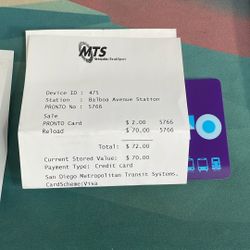 MTS
Device ID : 475
Station : Balboa Avenue Station
PRONTO No : 5766
Sale
PRONTO Card $ 2.00 5766
Reload $ 70.00 5766
Total: $ 72.00
Current Stored Value: $ 70.00
Payment Type: Credit card
San Diego Metropolitan Transit Systems,
CardScheme:Visa
O